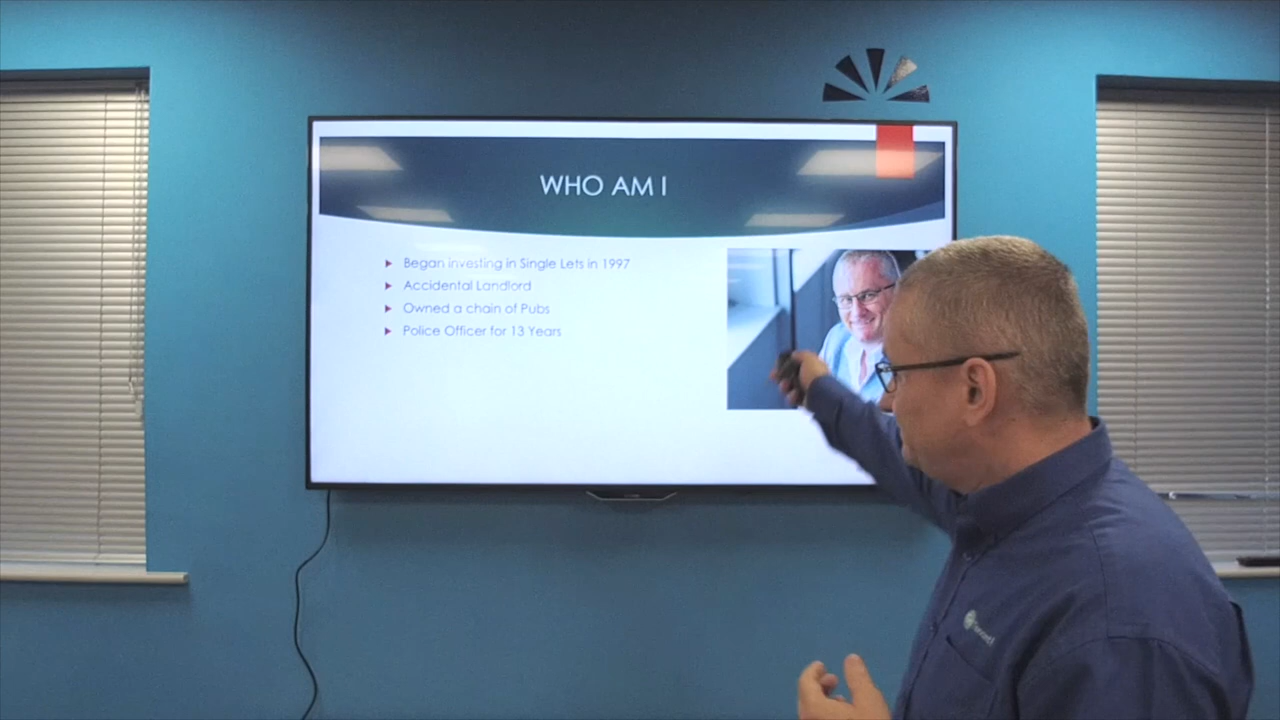 WHO AM I
Began investing in Single Lets in 1997
Accidental Landlord
Owned a chain of Pubs
Police Officer for 13 Years